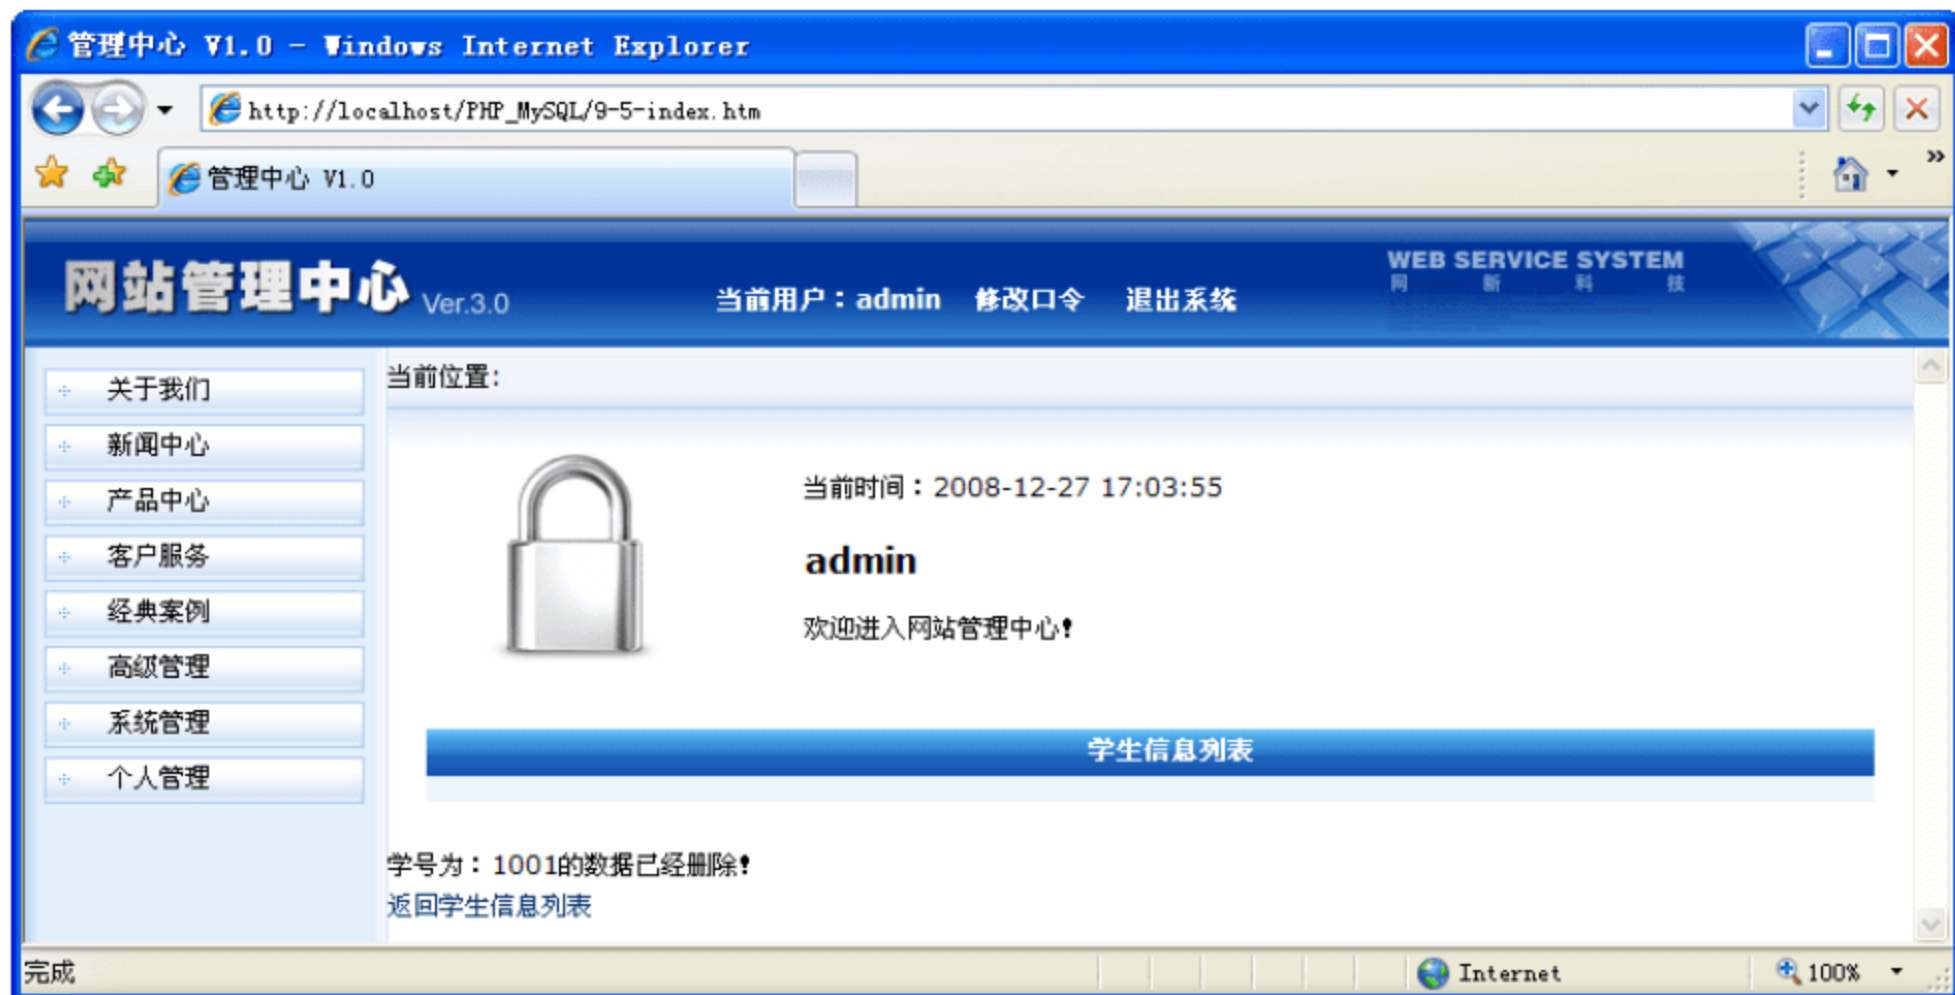 管理中心 V1.0 - Windows Internet Explorer
http://localhost/PHP_MySQL/9-5-index.htm
管理中心 V1.0
网站管理中心 Ver.3.0
当前用户：admin 修改口令 退出系统
WEB SERVICE SYSTEM
网 新 科 技
关于我们
新闻中心
产品中心
客户服务
经典案例
高级管理
系统管理
个人管理
当前位置:
当前时间：2008-12-27 17:03:55
admin
欢迎进入网站管理中心!
学生信息列表
学号为：1001的数据已经删除!
返回学生信息列表
完成 Internet 100%